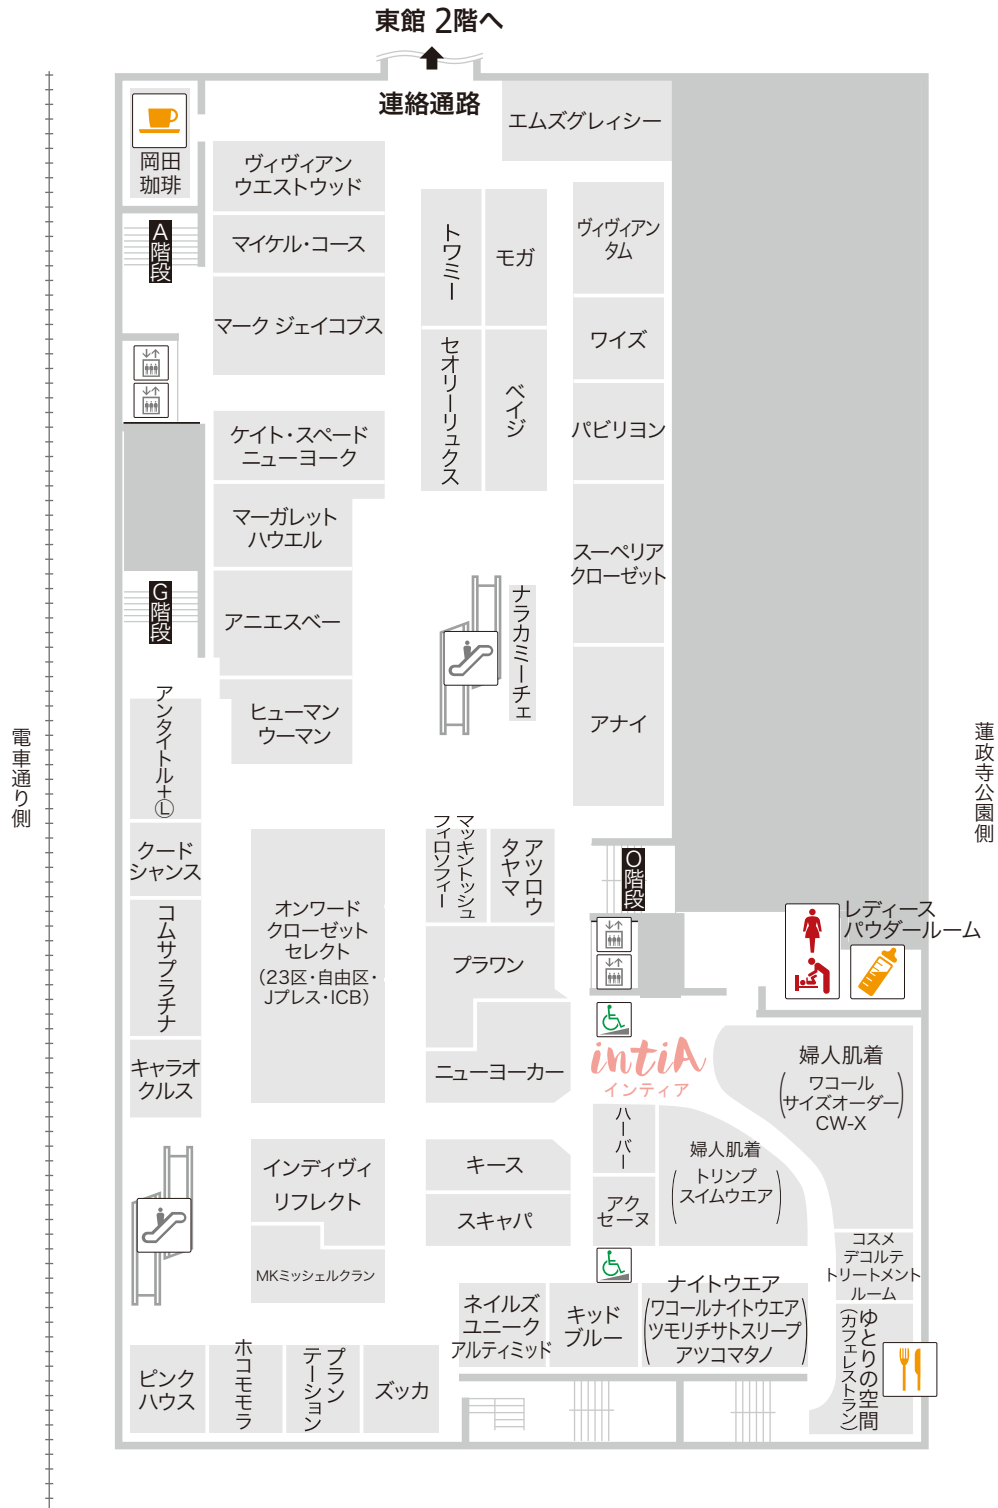 東館 2階へ
連絡通路
エムズグレィシー
岡田
珈琲
ヴィヴィアン
ウエストウッド
A階段
マイケル・コース
マーク ジェイコブス
トワミー
モガ
ヴィヴィアン
タム
ワイズ
セオリーリュクス
ベイジ
パビリヨン
ケイト・スペード
ニューヨーク
マーガレット
ハウエル
スーペリア
クローゼット
G階段
アニエスベー
ナラカミーチェ
ヒューマン
ウーマン
アナイ
アンタイトル+Ⓛ
電車通り側
蓮政寺公園側
クード
シャンス
コムサプラチナ
キャラオ
クルス
オンワード
クローゼット
セレクト
(23区・自由区・
Jプレス・ICB)
マッキントッシュ
フィロソフィー
アツロウ
タヤマ
O階段
レディース
パウダールーム
プラワン
ニューヨーカー
intiA
インティア
婦人肌着
(ワコール
サイズオーダー)
CW-X
ハーバー
婦人肌着
(トリンプ
スイムウエア)
アク
セーヌ
インディヴィ
リフレクト
キース
スキャパ
MKミッシェルクラン
コスメ
デコルテ
トリートメント
ルーム
ネイルズ
ユニーク
アルティミッド
キッド
ブルー
ナイトウエア
(ワコールナイトウエア
ツモリチサトスリープ
アツコマタノ)
ゆとりの空間
(カフェレストラン)
ピンク
ハウス
ホコモモラ
プラン
テーション
ズッカ